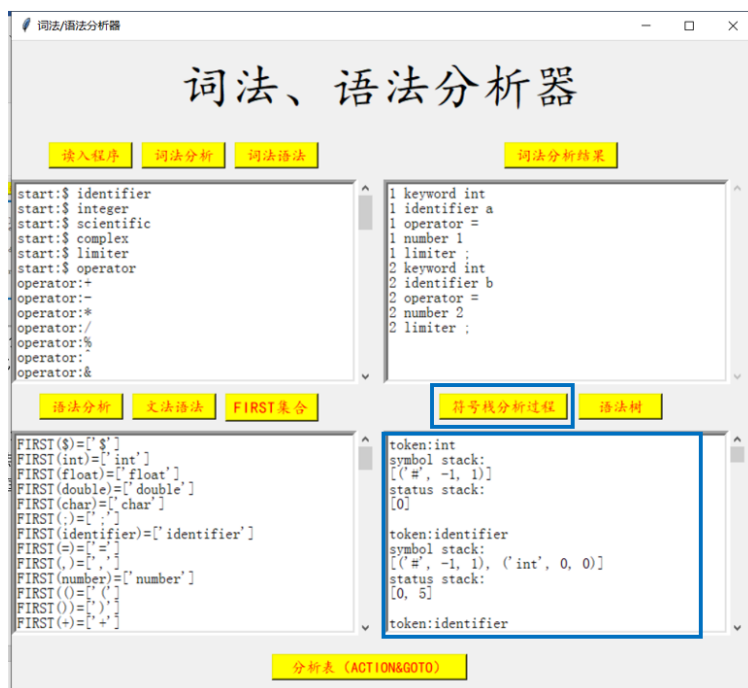 词法/语法分析器
词法、语法分析器
读入程序 词法分析 词法语法 词法分析结果
start:$ identifier
start:$ integer
start:$ scientific
start:$ complex
start:$ limiter
start:$ operator
operator:+
operator:-
operator:*
operator:/
operator:%
operator:^
operator:&
1 keyword int
1 identifier a
1 operator =
1 number 1
1 limiter ;
2 keyword int
2 identifier b
2 operator =
2 number 2
2 limiter ;
语法分析 文法语法 FIRST集合 符号栈分析过程 语法树
FIRST($)=['$']
FIRST(int)=['int']
FIRST(float)=['float']
FIRST(double)=['double']
FIRST(char)=['char']
FIRST(;)=[';']
FIRST(identifier)=['identifier']
FIRST(=)=['=']
FIRST(,)=[',']
FIRST(number)=['number']
FIRST(()=['(']
FIRST())=[')']
FIRST(+)=['+']
token:int
symbol stack:
[('#', -1, 1)]
status stack:
[0]
token:identifier
symbol stack:
[('#', -1, 1), ('int', 0, 0)]
status stack:
[0, 5]
token:identifier
分析表（ACTION&GOTO）